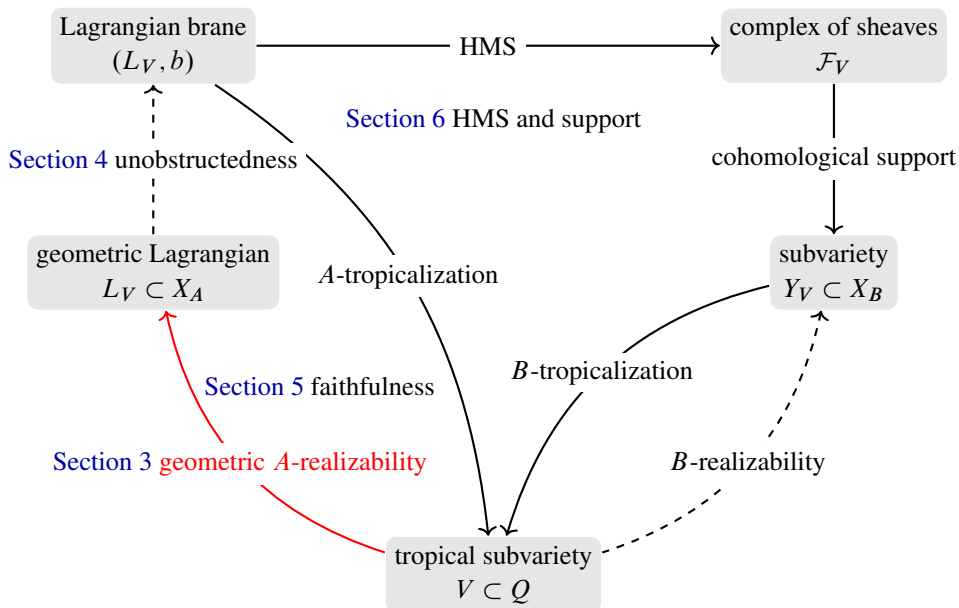 Lagrangian brane
(L_V, b)
HMS
complex of sheaves
ℱ_V
Section 6 HMS and support
Section 4 unobstructedness
cohomological support
geometric Lagrangian
L_V ⊂ X_A
A-tropicalization
subvariety
Y_V ⊂ X_B
B-tropicalization
Section 5 faithfulness
Section 3 geometric A-realizability
B-realizability
tropical subvariety
V ⊂ Q